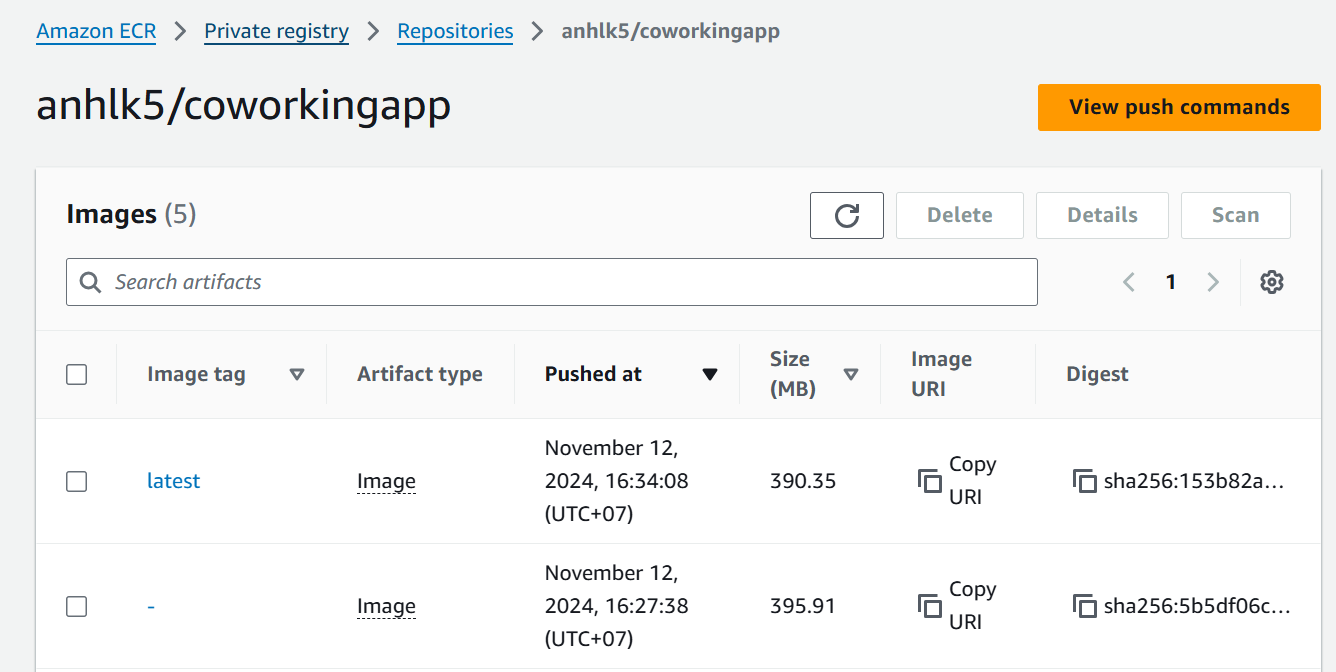 Amazon ECR > Private registry > Repositories > anhlk5/coworkingapp
anhlk5/coworkingapp
View push commands
Images (5)
Delete
Details
Scan
Search artifacts
1
Image tag
Artifact type
Pushed at
Size
(MB)
Image
URI
Digest
latest
Image
November 12,
2024, 16:34:08
(UTC+07)
390.35
Copy
URI
sha256:153b82a...
-
Image
November 12,
2024, 16:27:38
(UTC+07)
395.91
Copy
URI
sha256:5b5df06c...